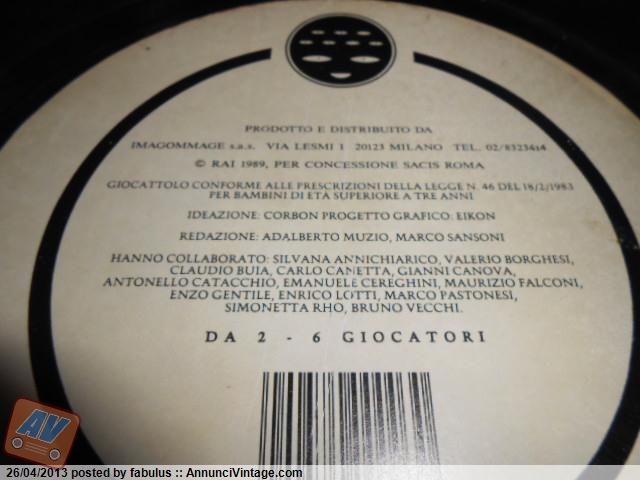 PRODOTTO E DISTRIBUITO DA
IMAGOMMAGE s.a.s. VIA LESMI 1 20123 MILANO TEL. 02/8323414
© RAI 1989, PER CONCESSIONE SACIS ROMA
GIOCATTOLO CONFORME ALLE PRESCRIZIONI DELLA LEGGE N. 46 DEL 18/2/1983
PER BAMBINI DI ETÀ SUPERIORE A TRE ANNI
IDEAZIONE: CORBON PROGETTO GRAFICO: EIKON
REDAZIONE: ADALBERTO MUZIO, MARCO SANSONI
HANNO COLLABORATO: SILVANA ANNICHIARICO, VALERIO BORGHESI,
CLAUDIO BUIA, CARLO CANETTA, GIANNI CANOVA,
ANTONELLO CATACCHIO, EMANUELE CEREGHINI, MAURIZIO FALCONI,
ENZO GENTILE, ENRICO LOTTI, MARCO PASTONESI,
SIMONETTA RHO, BRUNO VECCHI.
DA 2 - 6 GIOCATORI
AV
26/04/2013 posted by fabulus :: AnnunciVintage.com